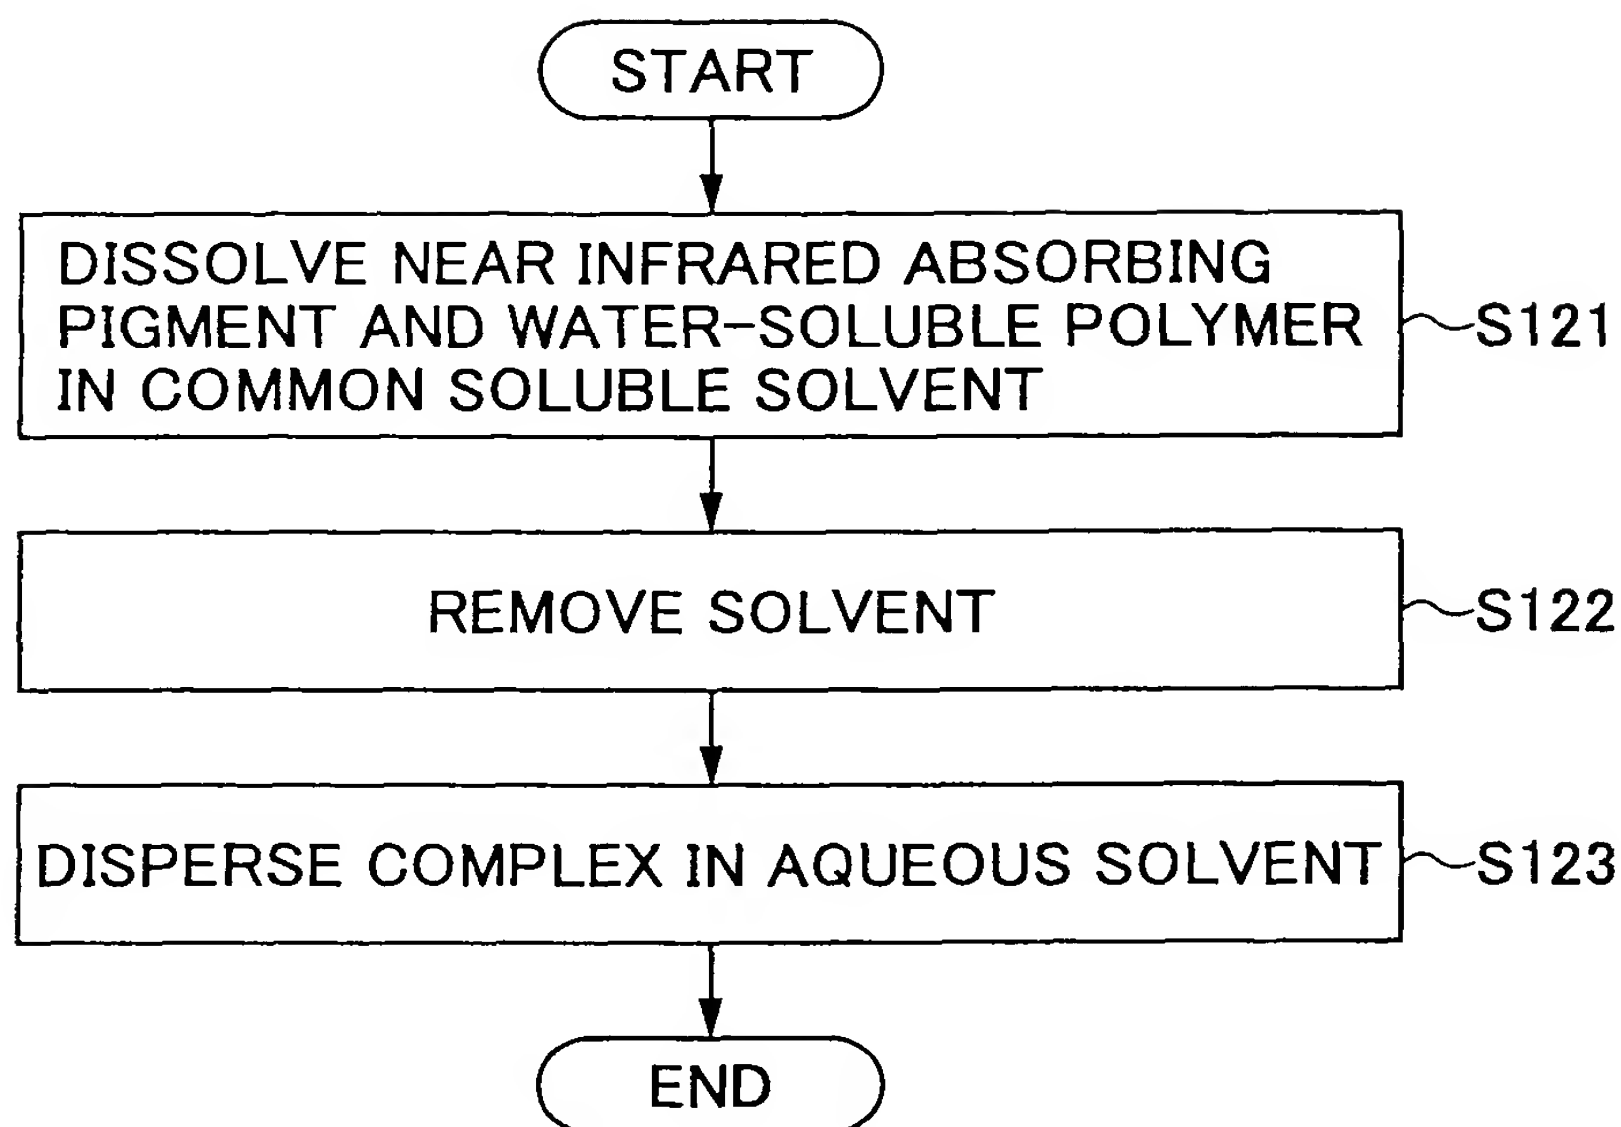 START
DISSOLVE NEAR INFRARED ABSORBING
PIGMENT AND WATER-SOLUBLE POLYMER
IN COMMON SOLUBLE SOLVENT
S121
REMOVE SOLVENT
S122
DISPERSE COMPLEX IN AQUEOUS SOLVENT
S123
END